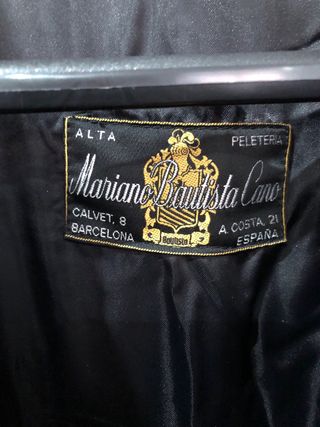 ALTA PELETERIA
Mariano Bautista Cano
CALVET, 8 A. COSTA, 21
BARCELONA ESPAÑA
Bautista